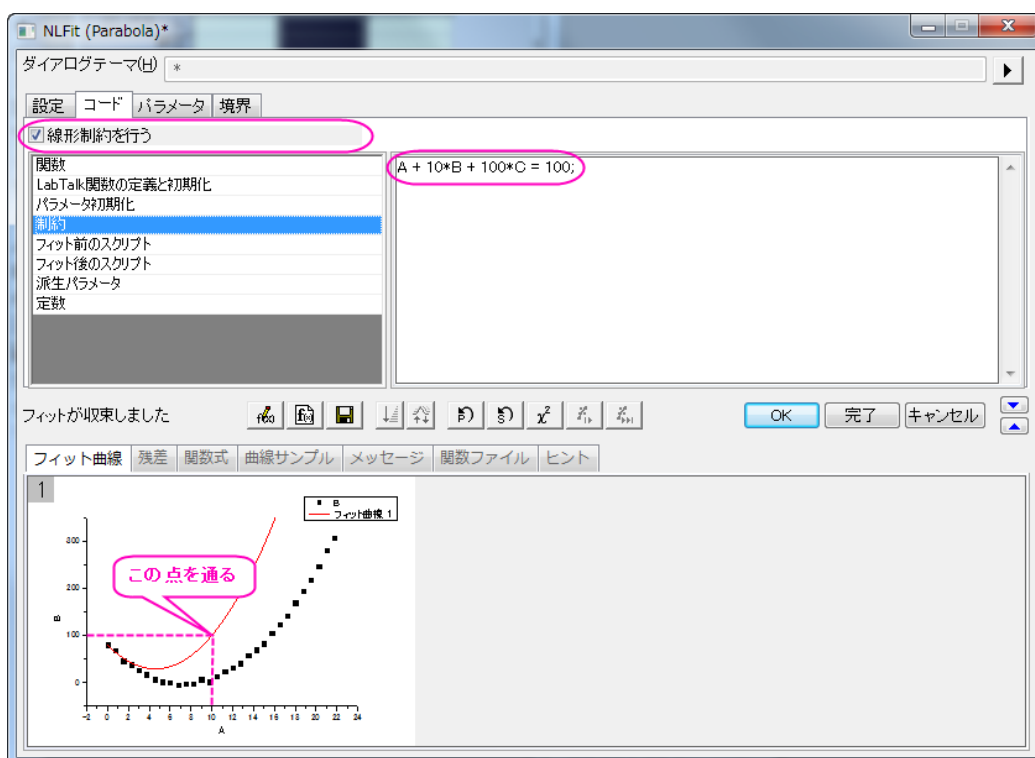 NLFit (Parabola)*
ダイアログテーマ(H) *
設定 コード パラメータ 境界
線形制約を行う
関数
LabTalk関数の定義と初期化
パラメータ初期化
制約
フィット前のスクリプト
フィット後のスクリプト
派生パラメータ
定数
A + 10*B + 100*C = 100;
フィットが収束しました
OK 完了 キャンセル
フィット曲線 残差 関数式 曲線サンプル メッセージ 関数ファイル ヒント
1
B
フィット曲線 1
この点を通る
300
200
100
0
B
-2 0 2 4 6 8 10 12 14 16 18 20 22 24
A